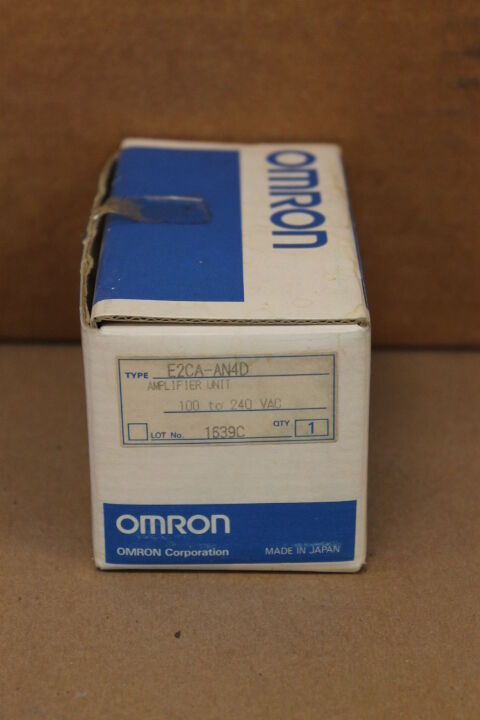 OMRON
TYPE E2CA-AN4D
AMPLIFIER UNIT
100 to 240 VAC
LOT No. 1639C QTY 1
OMRON
OMRON Corporation MADE IN JAPAN